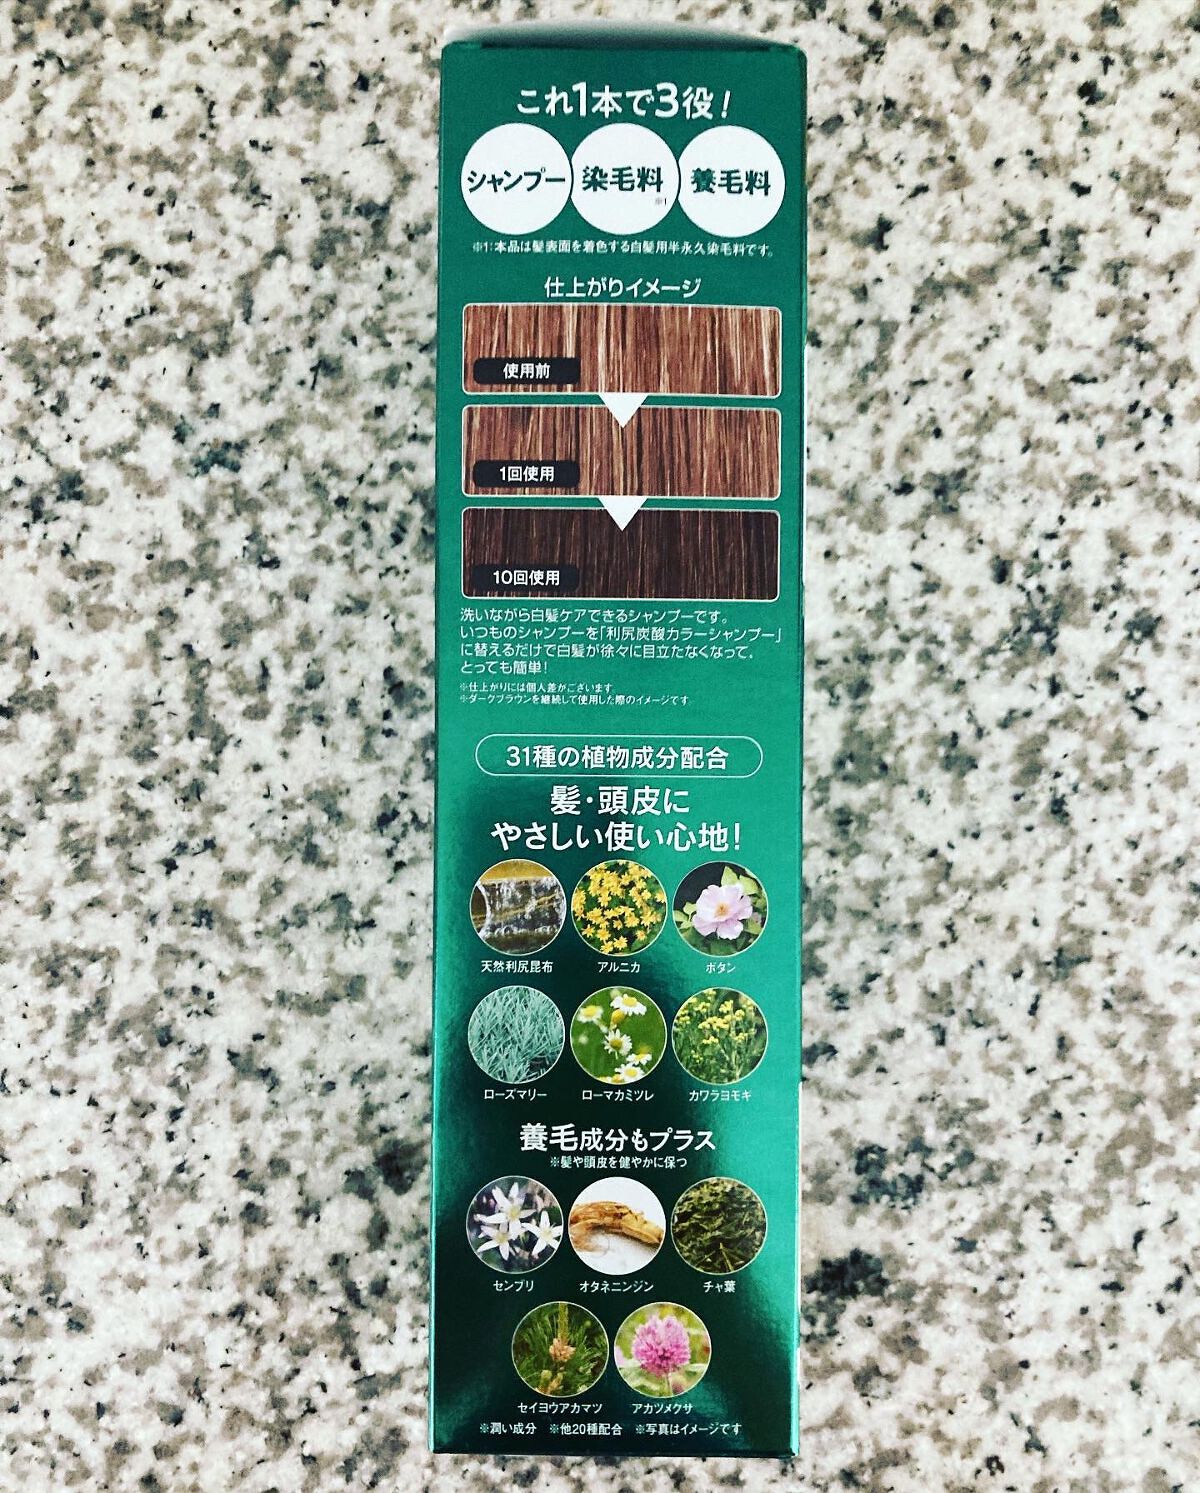 これ1本で3役!
シャンプー 染毛料※1 養毛料
※1:本品は髪表面を着色する白髪用半永久染毛料です。
仕上がりイメージ
使用前
1回使用
10回使用
洗いながら白髪ケアできるシャンプーです。
いつものシャンプーを「利尻炭酸カラーシャンプー」
に替えるだけで白髪が徐々に目立たなくなって、
とっても簡単!
※仕上がりには個人差がございます。
※ダークブラウンを継続して使用した際のイメージです。
31種の植物成分配合
髪・頭皮に
やさしい使い心地!
天然利尻昆布 アルニカ ボタン
ローズマリー ローマカミツレ カワラヨモギ
養毛成分もプラス
※髪や頭皮を健やかに保つ
センブリ オタネニンジン チャ葉
セイヨウアカマツ アカツメクサ
※潤い成分 ※他20種配合 ※写真はイメージです